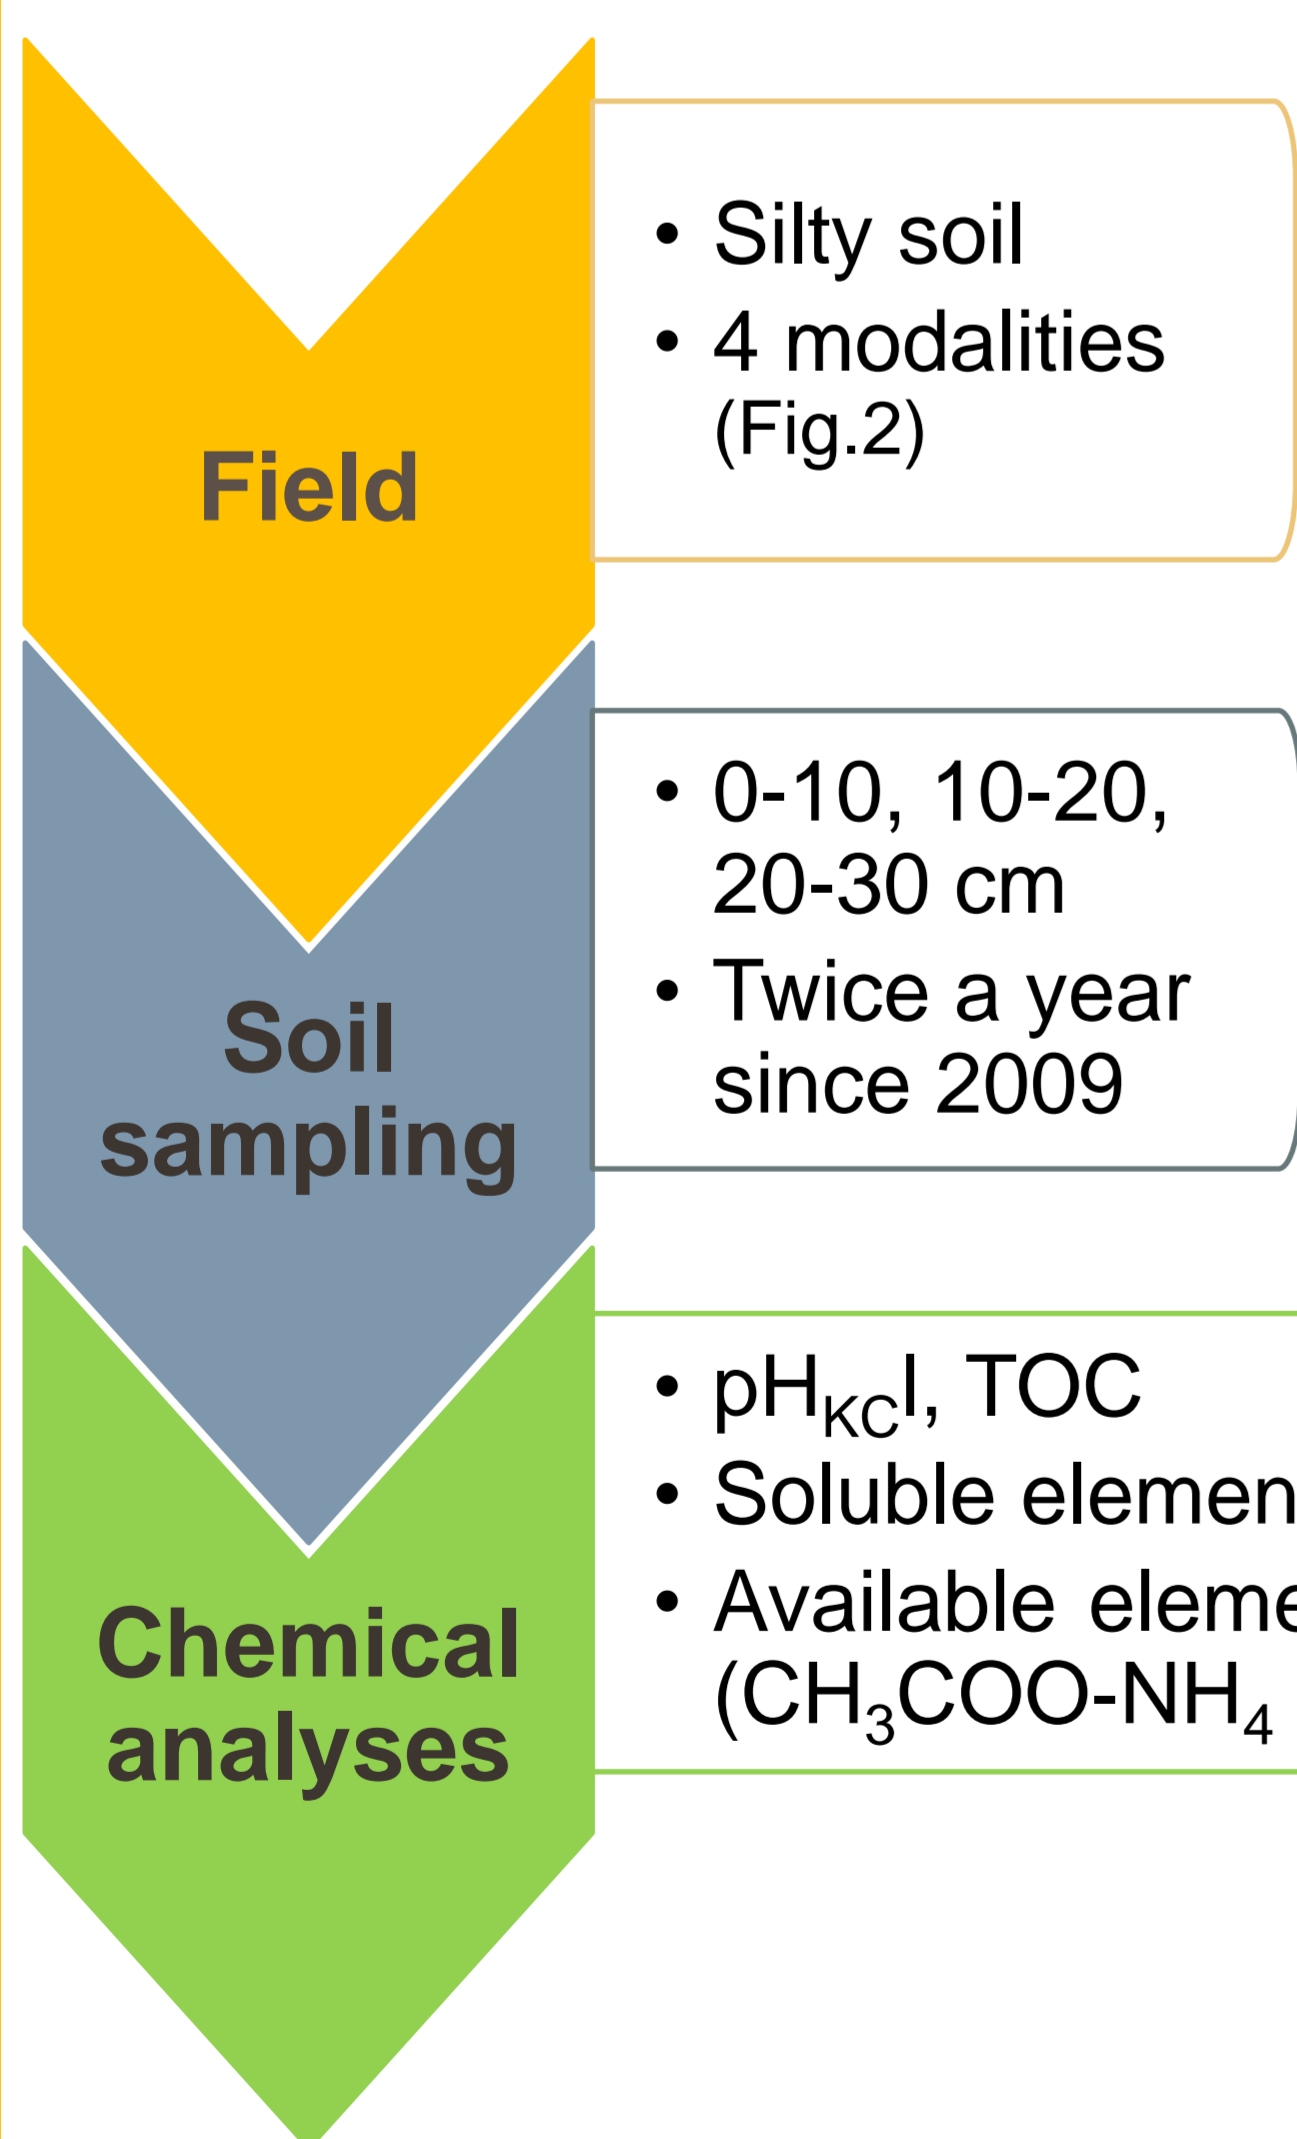 Field
• Silty soil
• 4 modalities
(Fig.2)
Soil
sampling
• 0-10, 10-20,
20-30 cm
• Twice a year
since 2009
Chemical
analyses
• pH_KCl, TOC
• Soluble elemen
• Available eleme
(CH₃COO-NH₄